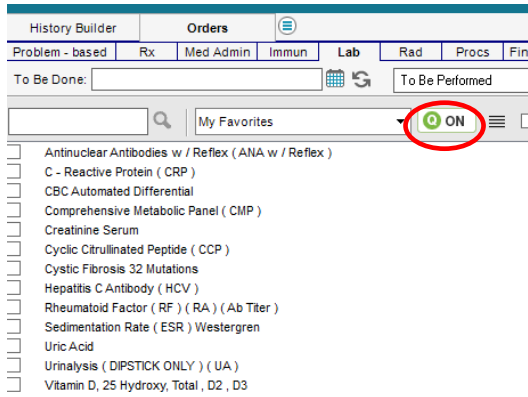 History Builder Orders
Problem - based Rx Med Admin Immun Lab Rad Procs Fin
To Be Done: To Be Performed
My Favorites Q ON
Antinuclear Antibodies w / Reflex ( ANA w / Reflex )
C - Reactive Protein ( CRP )
CBC Automated Differential
Comprehensive Metabolic Panel ( CMP )
Creatinine Serum
Cyclic Citrullinated Peptide ( CCP )
Cystic Fibrosis 32 Mutations
Hepatitis C Antibody ( HCV )
Rheumatoid Factor ( RF ) ( RA ) ( Ab Titer )
Sedimentation Rate ( ESR ) Westergren
Uric Acid
Urinalysis ( DIPSTICK ONLY ) ( UA )
Vitamin D, 25 Hydroxy, Total , D2 , D3